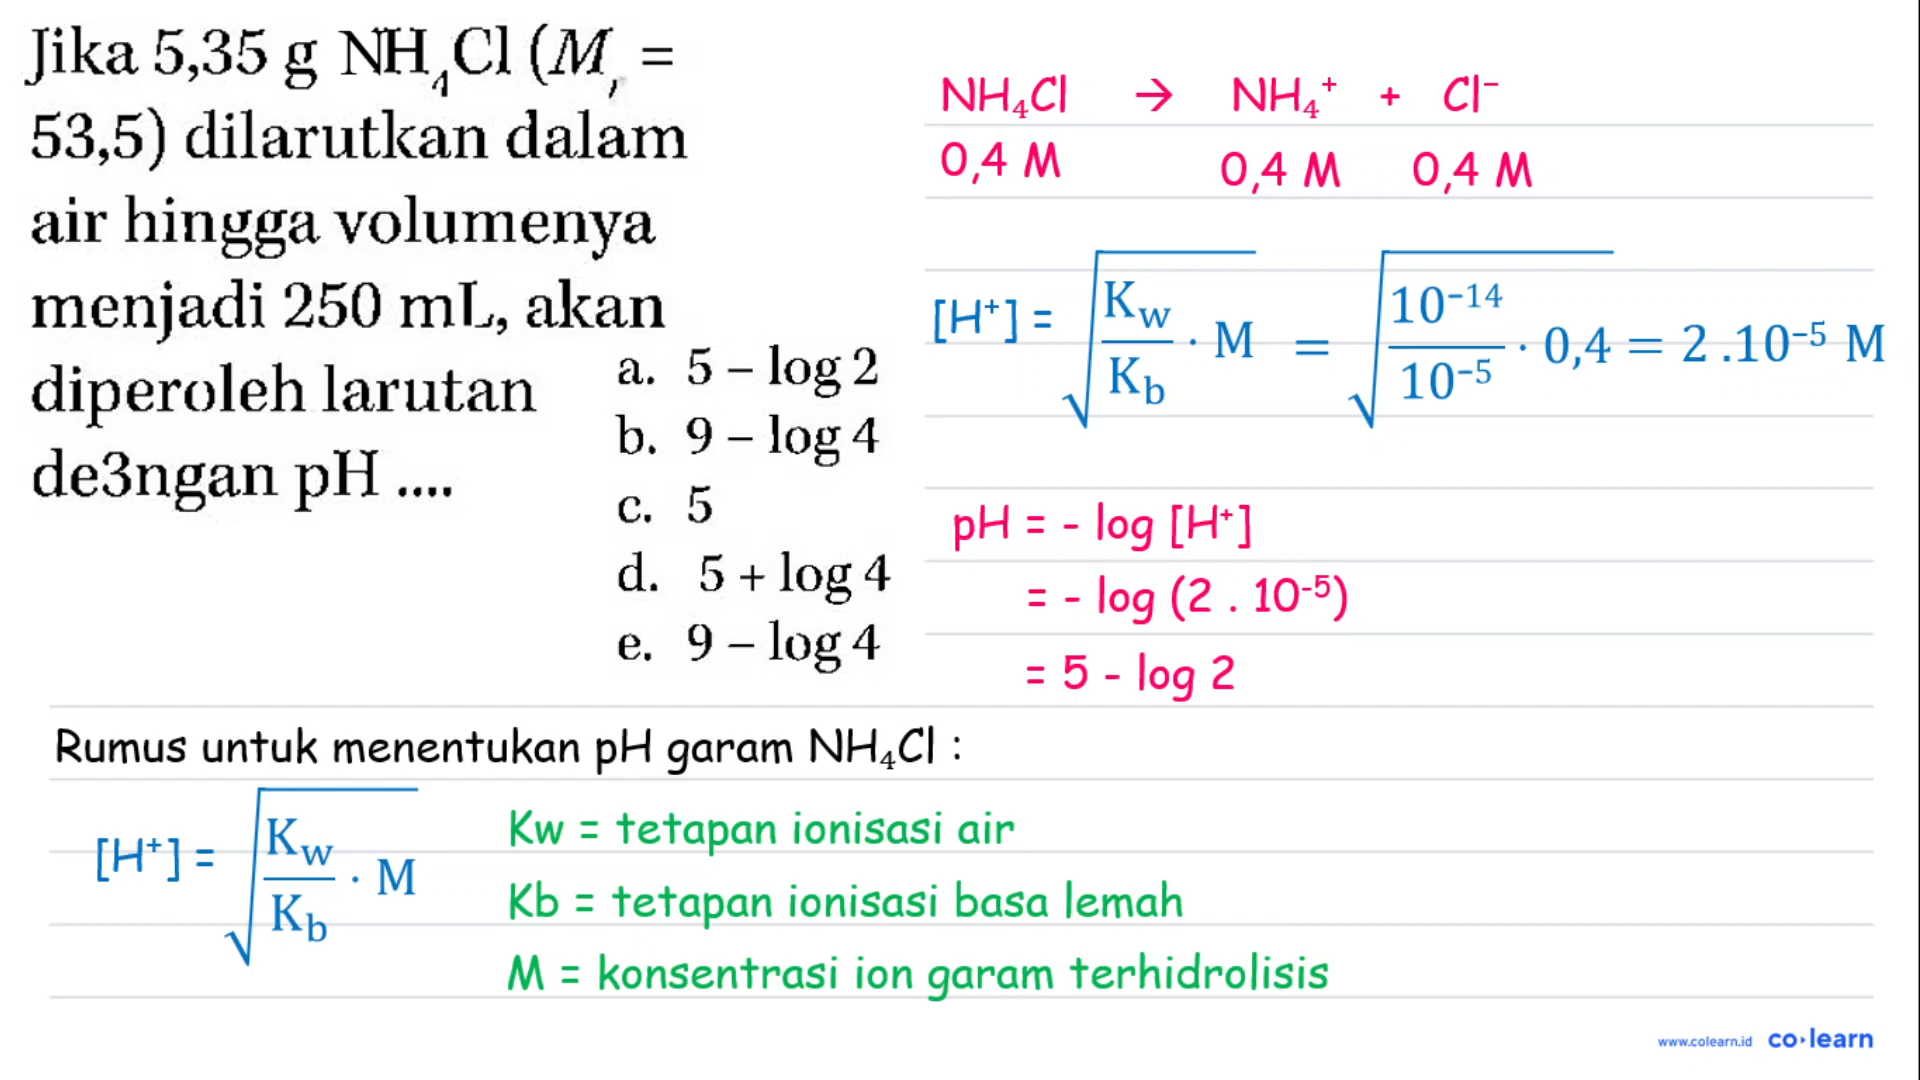 Jika 5,35 g NH₄Cl (Mᵣ =
53,5) dilarutkan dalam
air hingga volumenya
menjadi 250 mL, akan
diperoleh larutan
de3ngan pH ....
a. 5 – log 2
b. 9 – log 4
c. 5
d. 5 + log 4
e. 9 – log 4
NH₄Cl → NH₄⁺ + Cl⁻
0,4 M 0,4 M 0,4 M
[H⁺] = √(K_w/K_b · M) = √(10⁻¹⁴/10⁻⁵ · 0,4) = 2 .10⁻⁵ M
pH = - log [H⁺]
= - log (2 . 10⁻⁵)
= 5 - log 2
Rumus untuk menentukan pH garam NH₄Cl :
[H⁺] = √(K_w/K_b · M)
Kw = tetapan ionisasi air
Kb = tetapan ionisasi basa lemah
M = konsentrasi ion garam terhidrolisis
www.colearn.id co·learn